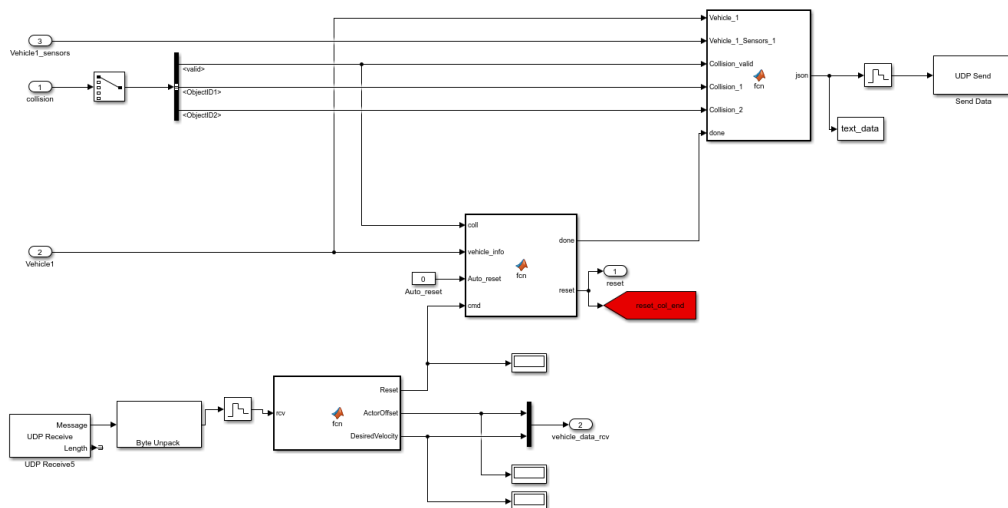 3
Vehicle1_sensors
1
collision
<valid>
<ObjectID1>
<ObjectID2>
Vehicle_1
Vehicle_1_Sensors_1
Collision_valid
Collision_1
Collision_2
done
fcn
json
UDP Send
Send Data
text_data
2
Vehicle1
0
Auto_reset
coll
vehicle_info
Auto_reset
cmd
fcn
done
reset
1
reset
reset_col_end
Message
UDP Receive
Length
UDP Receive5
Byte Unpack
rcv
fcn
Reset
ActorOffset
DesiredVelocity
2
vehicle_data_rcv